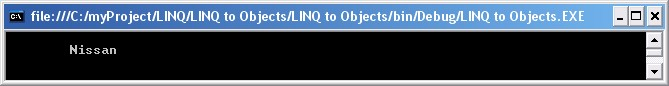 file:///C:/myProject/LINQ/LINQ to Objects/LINQ to Objects/bin/Debug/LINQ to Objects.EXE
Nissan